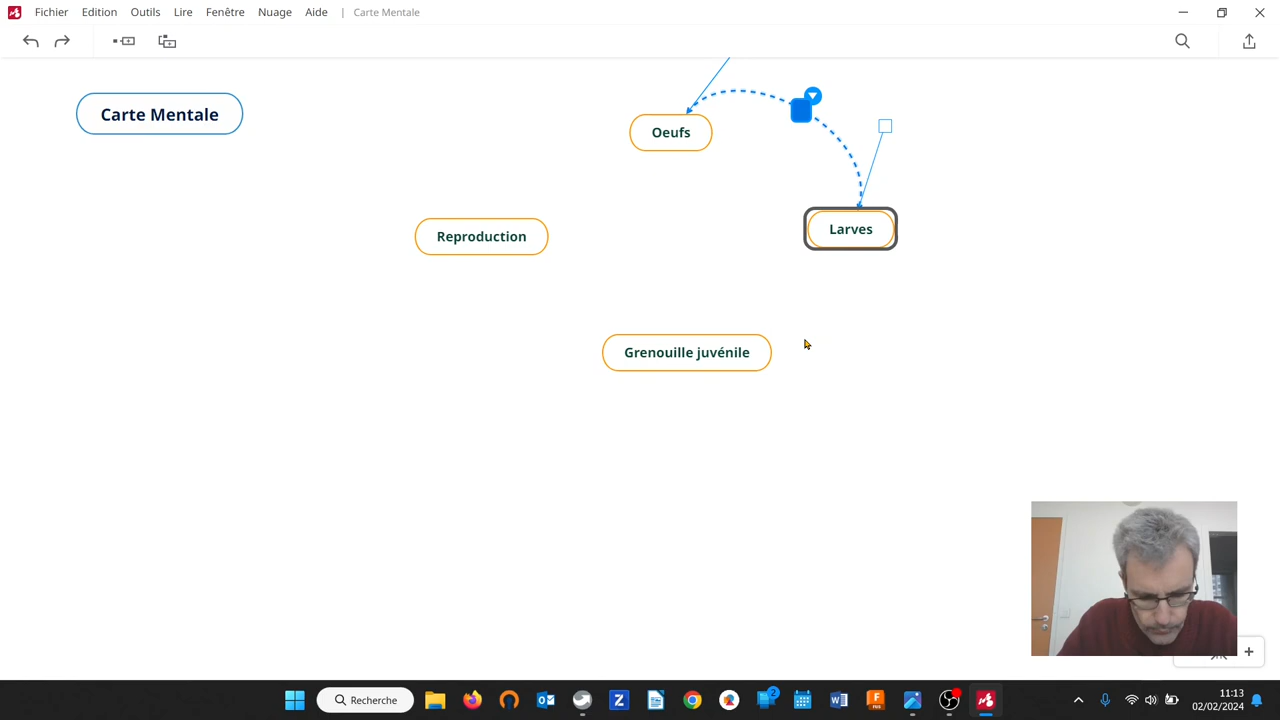 Fichier Edition Outils Lire Fenêtre Nuage Aide | Carte Mentale
Carte Mentale
Oeufs
Larves
Reproduction
Grenouille juvénile
Recherche
2
11:13
02/02/2024